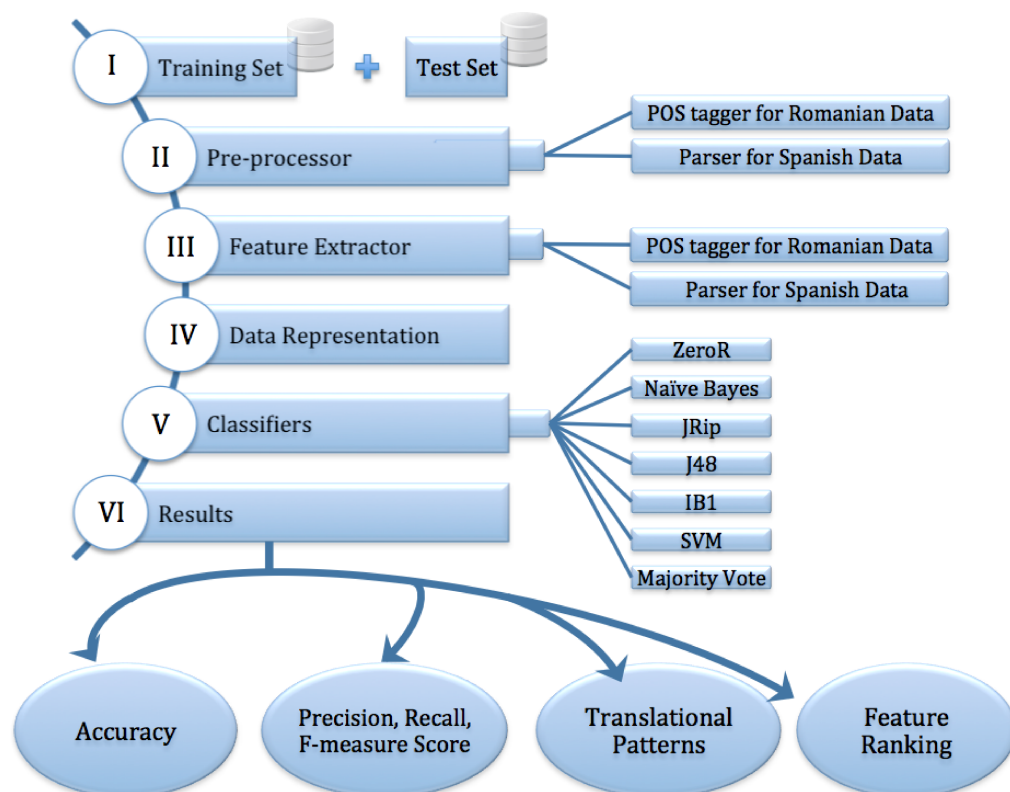 I
Training Set
Test Set
II
Pre-processor
POS tagger for Romanian Data
Parser for Spanish Data
III
Feature Extractor
POS tagger for Romanian Data
Parser for Spanish Data
IV
Data Representation
V
Classifiers
ZeroR
Naïve Bayes
JRip
J48
IB1
SVM
Majority Vote
VI
Results
Accuracy
Precision, Recall,
F-measure Score
Translational
Patterns
Feature
Ranking